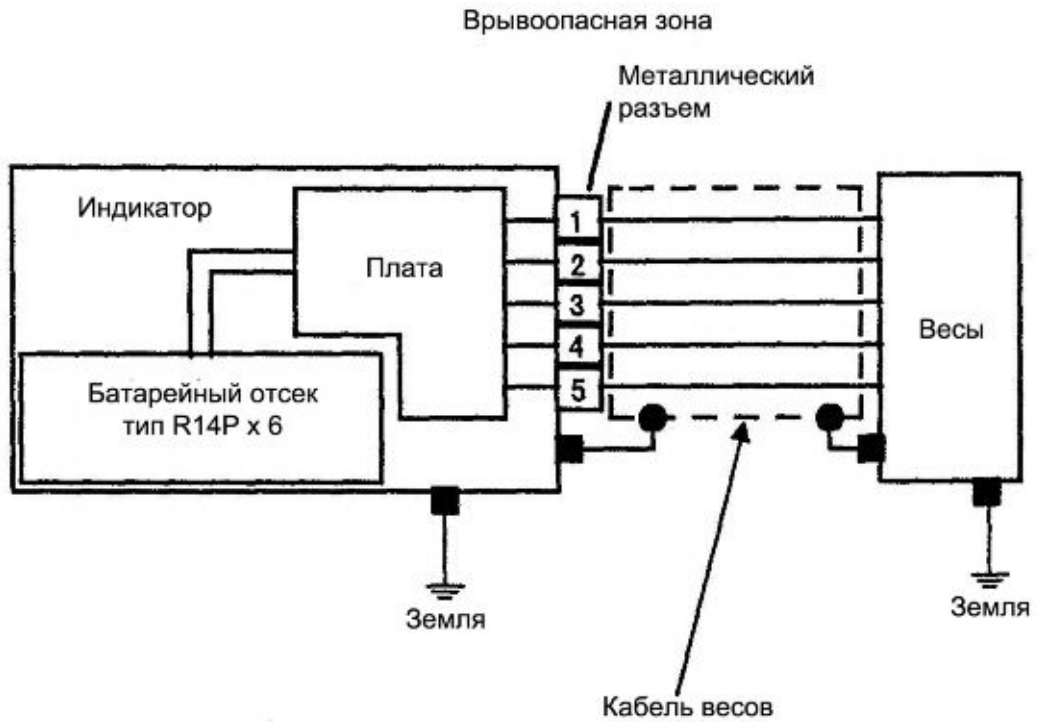 Врывоопасная зона
Металлический
разъем
Индикатор
Плата
1
2
3
4
5
Весы
Батарейный отсек
тип R14P x 6
Земля
Земля
Кабель весов